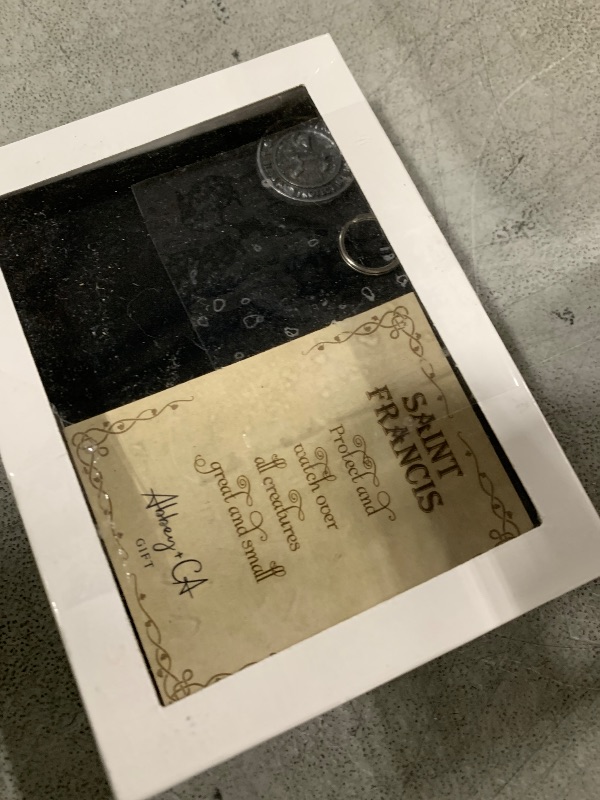 SAINT
FRANCIS
Protect and
watch over
all creatures
great and small
Abbey + CA
GIFT